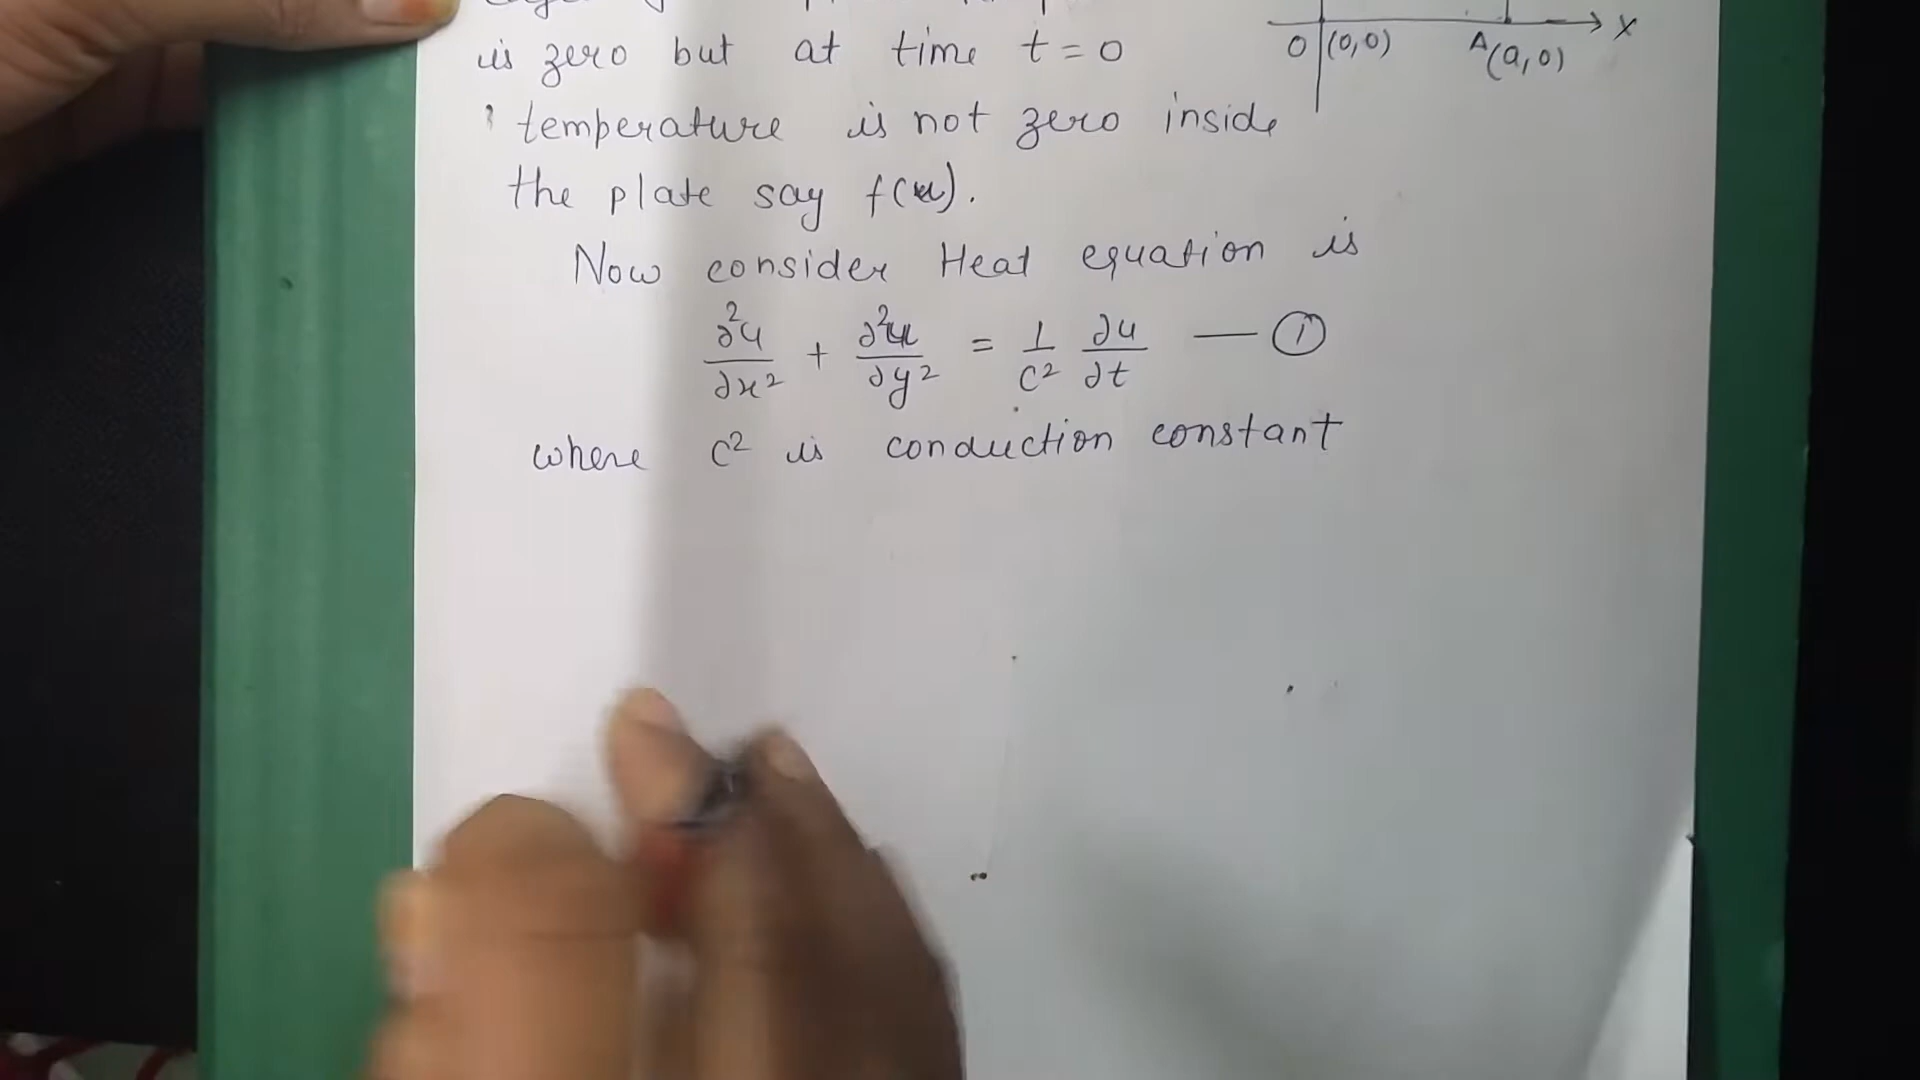 is zero but at time t = 0
temperature is not zero inside
the plate say f(x).
O (0,0) A(a,0) X
Now consider Heat equation is
∂²u/∂x² + ∂²u/∂y² = 1/c² ∂u/∂t — ①
where c² is conduction constant